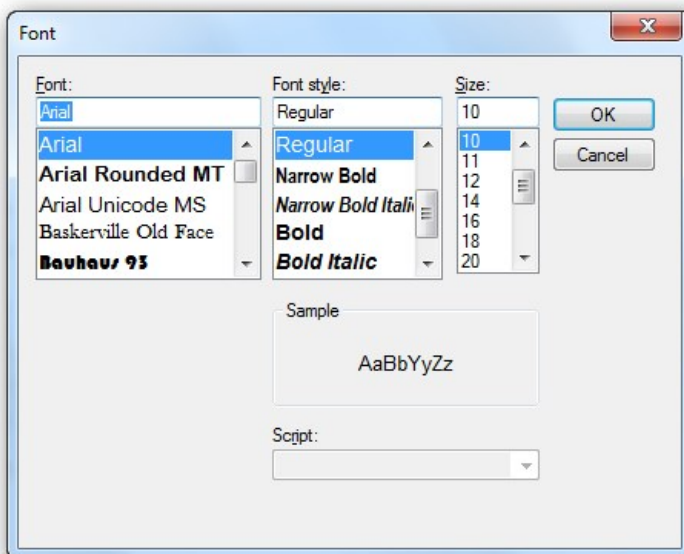 Font
Font:
Arial
Arial
Arial Rounded MT
Arial Unicode MS
Baskerville Old Face
Bauhaus 93
Font style:
Regular
Regular
Narrow Bold
Narrow Bold Itali
Bold
Bold Italic
Size:
10
10
11
12
14
16
18
20
OK
Cancel
Sample
AaBbYyZz
Script: